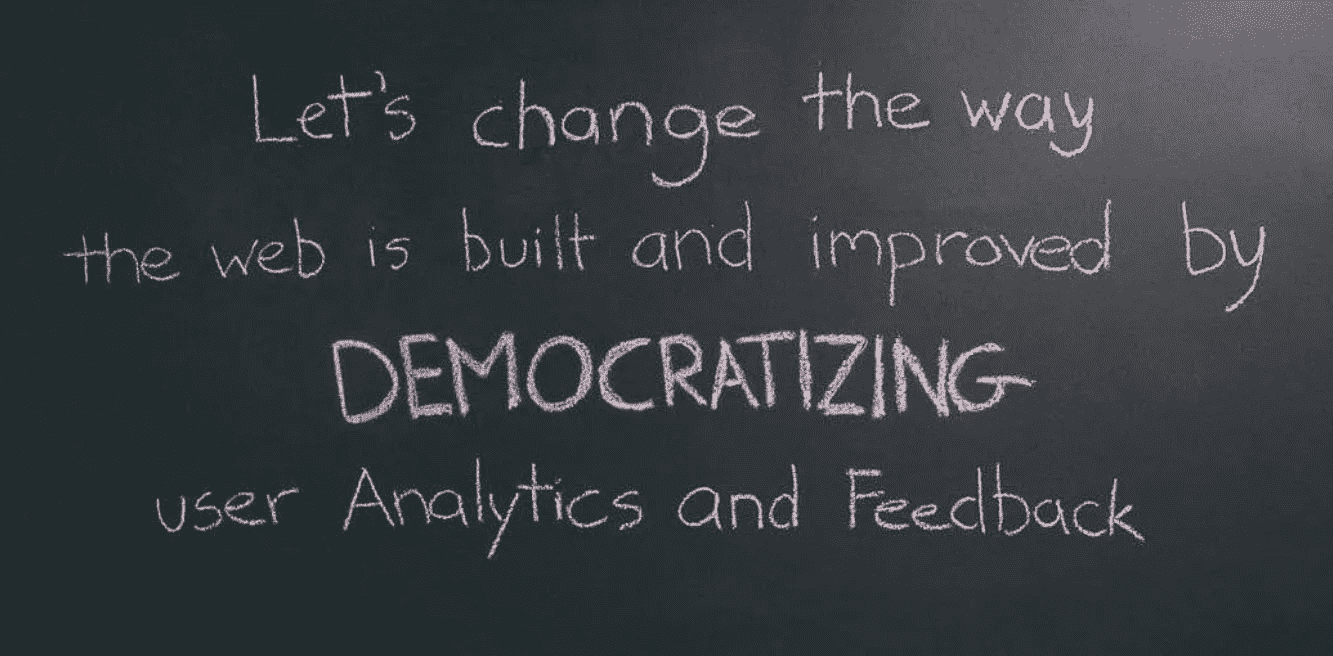 Let's change the way
the web is built and improved by
DEMOCRATIZING
user Analytics and Feedback